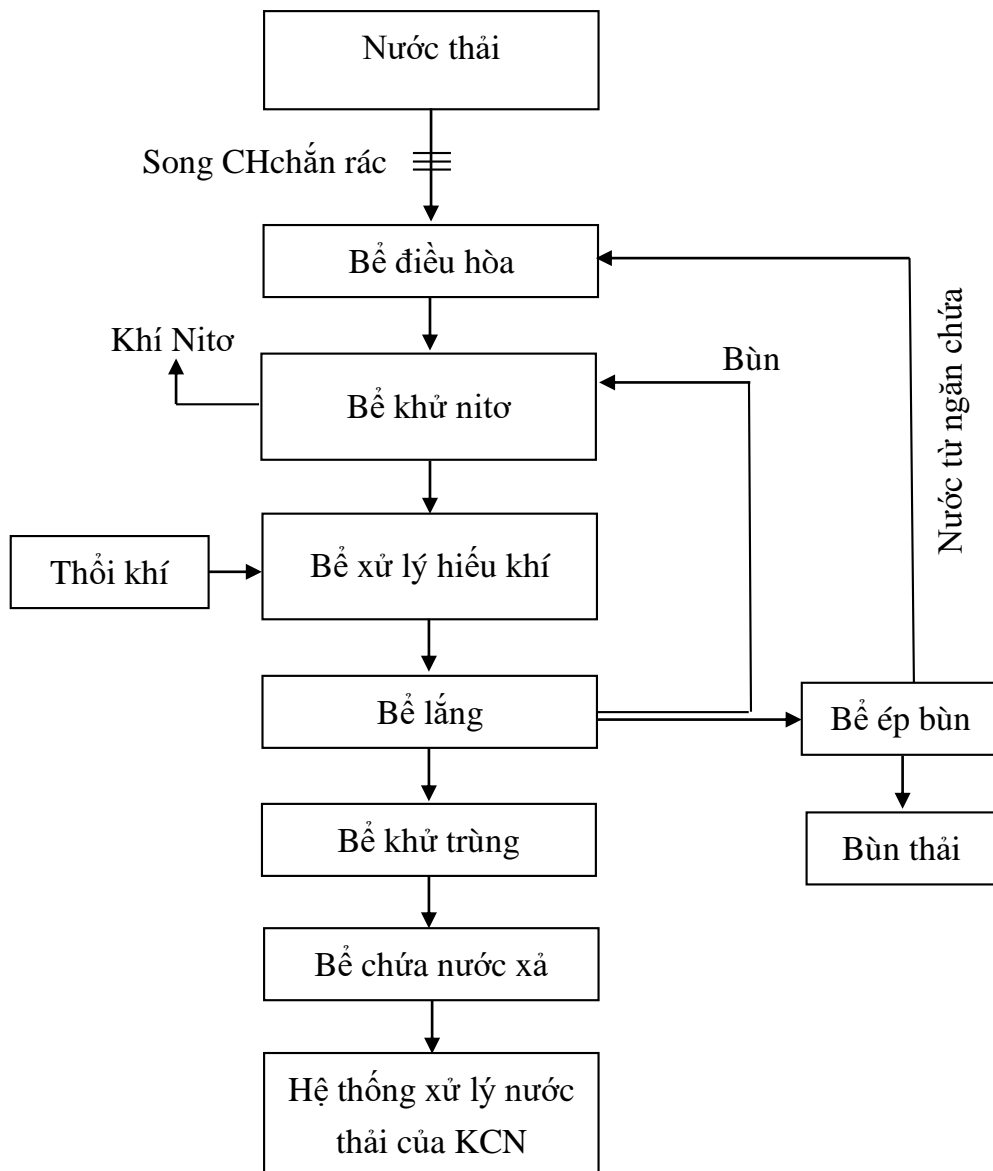 Nước thải
Song CHchắn rác
Bể điều hòa
Khí Nitơ
Bùn
Bể khử nitơ
Nước từ ngăn chứa
Thổi khí
Bể xử lý hiếu khí
Bể lắng
Bể ép bùn
Bể khử trùng
Bùn thải
Bể chứa nước xả
Hệ thống xử lý nước
thải của KCN